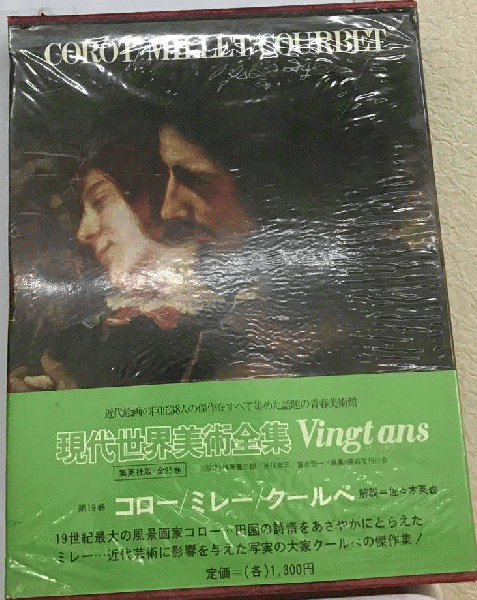 COROT/MILLET/COURBET
近代絵画の巨匠38人の傑作をすべて集めた話題の青春美術館
現代世界美術全集 Vingt ans
集英社版/全25巻
第19巻 コロー/ミレー/クールベ 解説=佐々木英也
19世紀最大の風景画家コロー…田園の詩情をあざやかにとらえた
ミレー…近代芸術に影響を与えた写実の大家クールベの傑作集！
定価=(各)1,300円